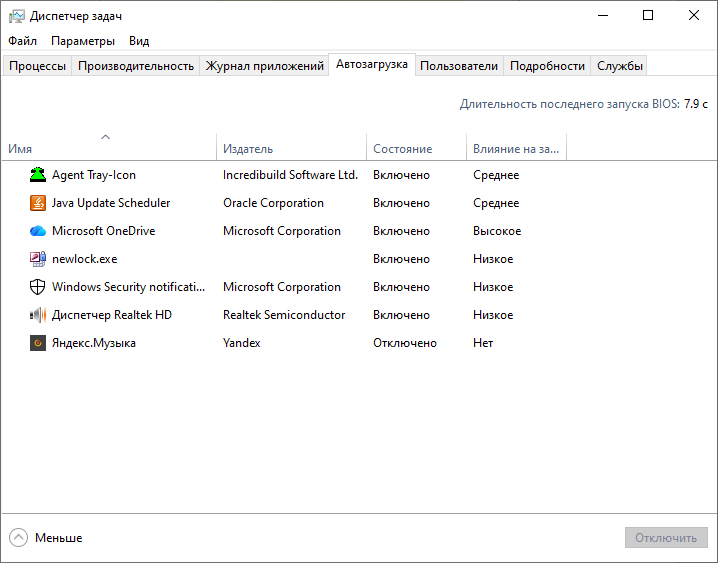 Диспетчер задач
Файл Параметры Вид
Процессы Производительность Журнал приложений Автозагрузка Пользователи Подробности Службы
Длительность последнего запуска BIOS: 7.9 с
Имя Издатель Состояние Влияние на за...
Agent Tray-Icon Incredibuild Software Ltd. Включено Среднее
Java Update Scheduler Oracle Corporation Включено Среднее
Microsoft OneDrive Microsoft Corporation Включено Высокое
newlock.exe Включено Низкое
Windows Security notificati... Microsoft Corporation Включено Низкое
Диспетчер Realtek HD Realtek Semiconductor Включено Низкое
Яндекс.Музыка Yandex Отключено Нет
Меньше Отключить